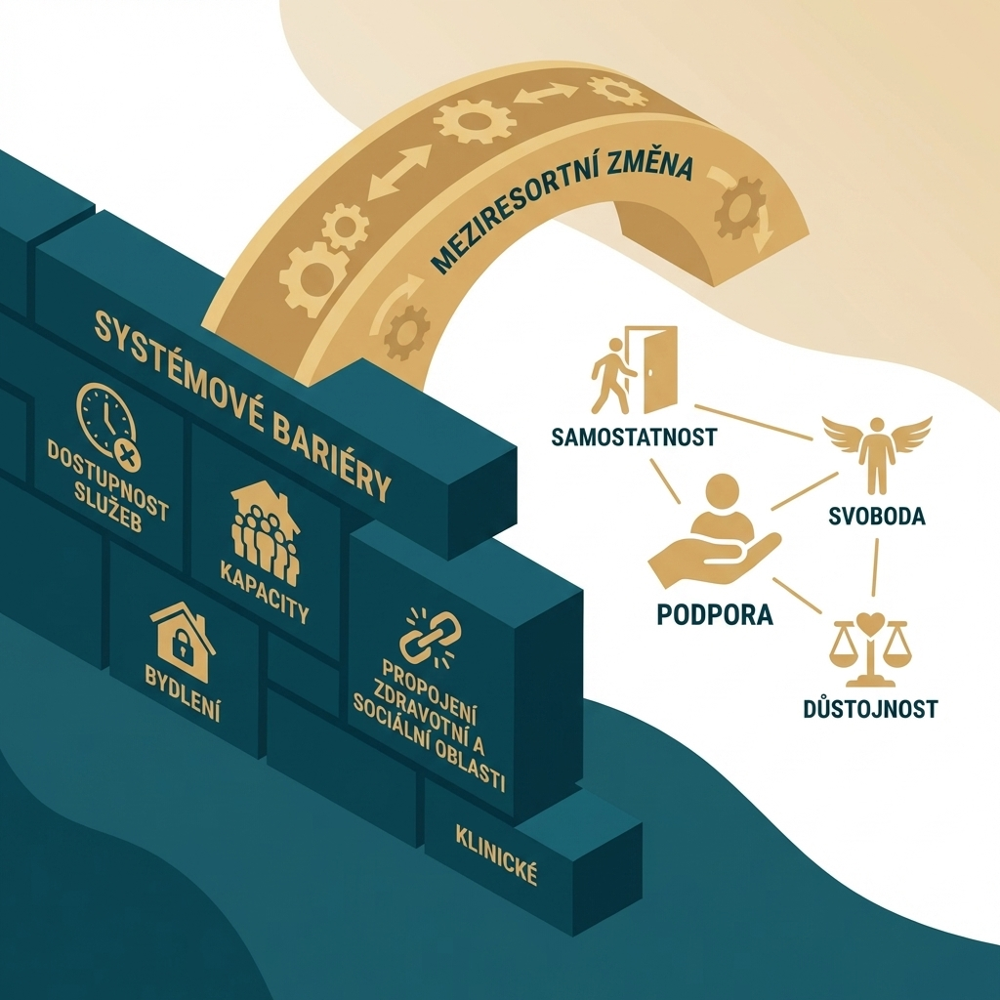 MEZIRESORTNÍ ZMĚNA
SYSTÉMOVÉ BARIÉRY
DOSTUPNOST
SLUŽEB
KAPACITY
BYDLENÍ
PROPOJENÍ
ZDRAVOTNÍ A
SOCIÁLNÍ OBLASTI
KLINICKÉ
SAMOSTATNOST
SVOBODA
PODPORA
DŮSTOJNOST